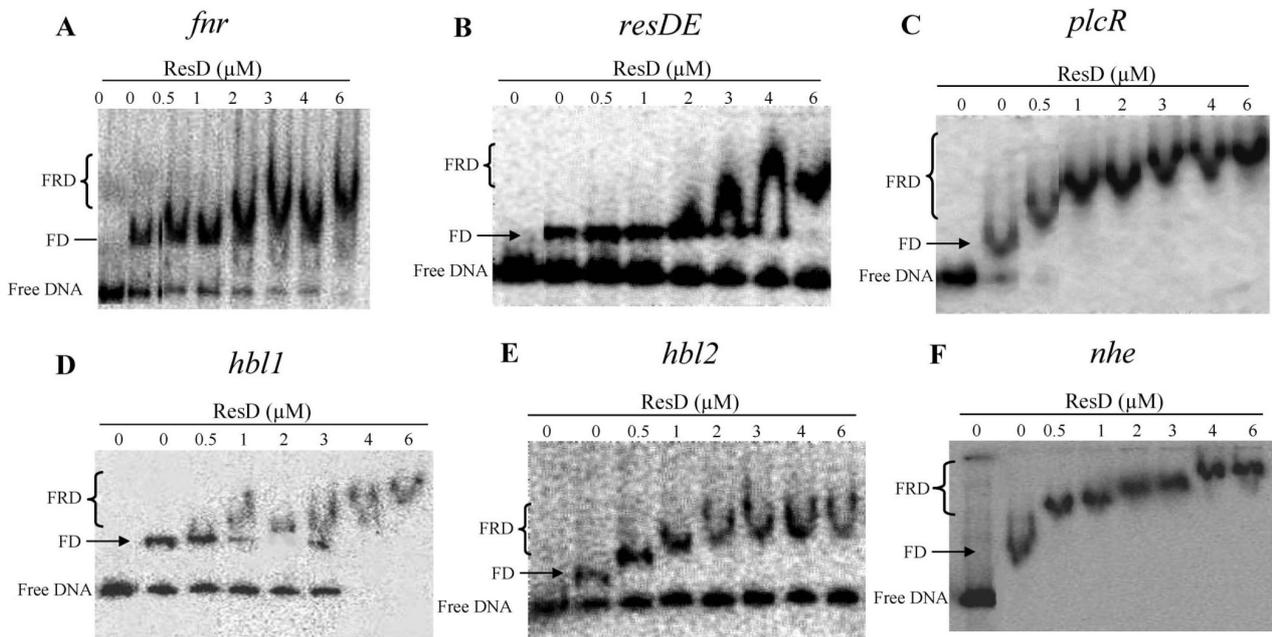 A fnr
ResD (µM)
0 0 0.5 1 2 3 4 6
FRD
FD
Free DNA
B resDE
ResD (µM)
0 0 0.5 1 2 3 4 6
FRD
FD
Free DNA
C plcR
ResD (µM)
0 0 0.5 1 2 3 4 6
FRD
FD
Free DNA
D hbl1
ResD (µM)
0 0 0.5 1 2 3 4 6
FRD
FD
Free DNA
E hbl2
ResD (µM)
0 0 0.5 1 2 3 4 6
FRD
FD
Free DNA
F nhe
ResD (µM)
0 0 0.5 1 2 3 4 6
FRD
FD
Free DNA